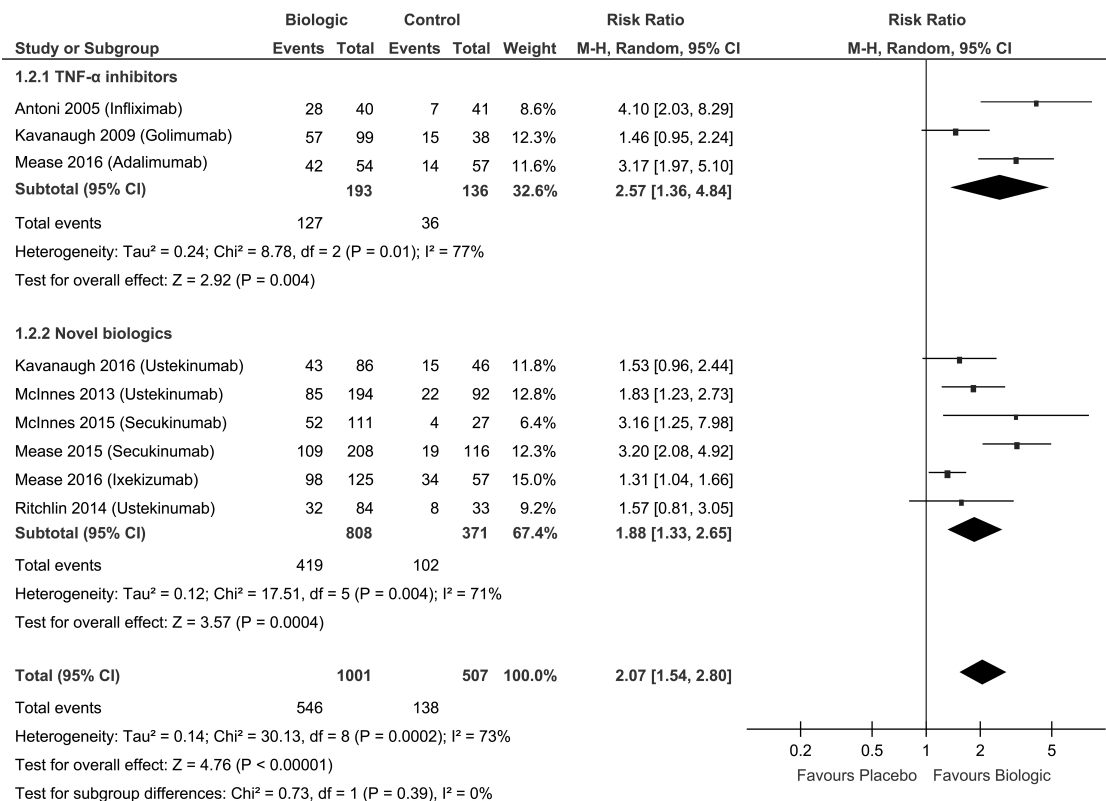 Biologic Control Risk Ratio Risk Ratio
Study or Subgroup Events Total Events Total Weight M-H, Random, 95% CI M-H, Random, 95% CI
1.2.1 TNF-α inhibitors
Antoni 2005 (Infliximab) 28 40 7 41 8.6% 4.10 [2.03, 8.29]
Kavanaugh 2009 (Golimumab) 57 99 15 38 12.3% 1.46 [0.95, 2.24]
Mease 2016 (Adalimumab) 42 54 14 57 11.6% 3.17 [1.97, 5.10]
Subtotal (95% CI) 193 136 32.6% 2.57 [1.36, 4.84]
Total events 127 36
Heterogeneity: Tau² = 0.24; Chi² = 8.78, df = 2 (P = 0.01); I² = 77%
Test for overall effect: Z = 2.92 (P = 0.004)
1.2.2 Novel biologics
Kavanaugh 2016 (Ustekinumab) 43 86 15 46 11.8% 1.53 [0.96, 2.44]
McInnes 2013 (Ustekinumab) 85 194 22 92 12.8% 1.83 [1.23, 2.73]
McInnes 2015 (Secukinumab) 52 111 4 27 6.4% 3.16 [1.25, 7.98]
Mease 2015 (Secukinumab) 109 208 19 116 12.3% 3.20 [2.08, 4.92]
Mease 2016 (Ixekizumab) 98 125 34 57 15.0% 1.31 [1.04, 1.66]
Ritchlin 2014 (Ustekinumab) 32 84 8 33 9.2% 1.57 [0.81, 3.05]
Subtotal (95% CI) 808 371 67.4% 1.88 [1.33, 2.65]
Total events 419 102
Heterogeneity: Tau² = 0.12; Chi² = 17.51, df = 5 (P = 0.004); I² = 71%
Test for overall effect: Z = 3.57 (P = 0.0004)
Total (95% CI) 1001 507 100.0% 2.07 [1.54, 2.80]
Total events 546 138
Heterogeneity: Tau² = 0.14; Chi² = 30.13, df = 8 (P = 0.0002); I² = 73%
Test for overall effect: Z = 4.76 (P < 0.00001)
Test for subgroup differences: Chi² = 0.73, df = 1 (P = 0.39), I² = 0%
0.2 0.5 1 2 5
Favours Placebo Favours Biologic